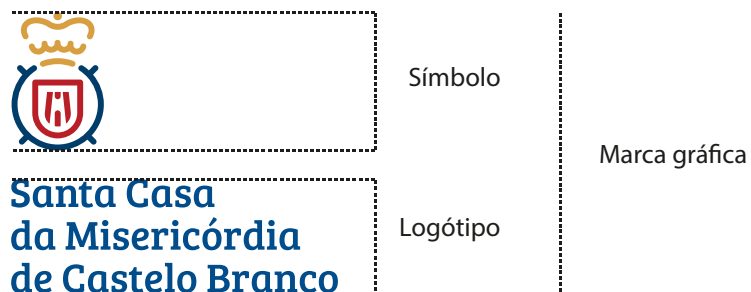 Símbolo
Marca gráfica
Santa Casa
da Misericórdia
de Castelo Branco
Logótipo